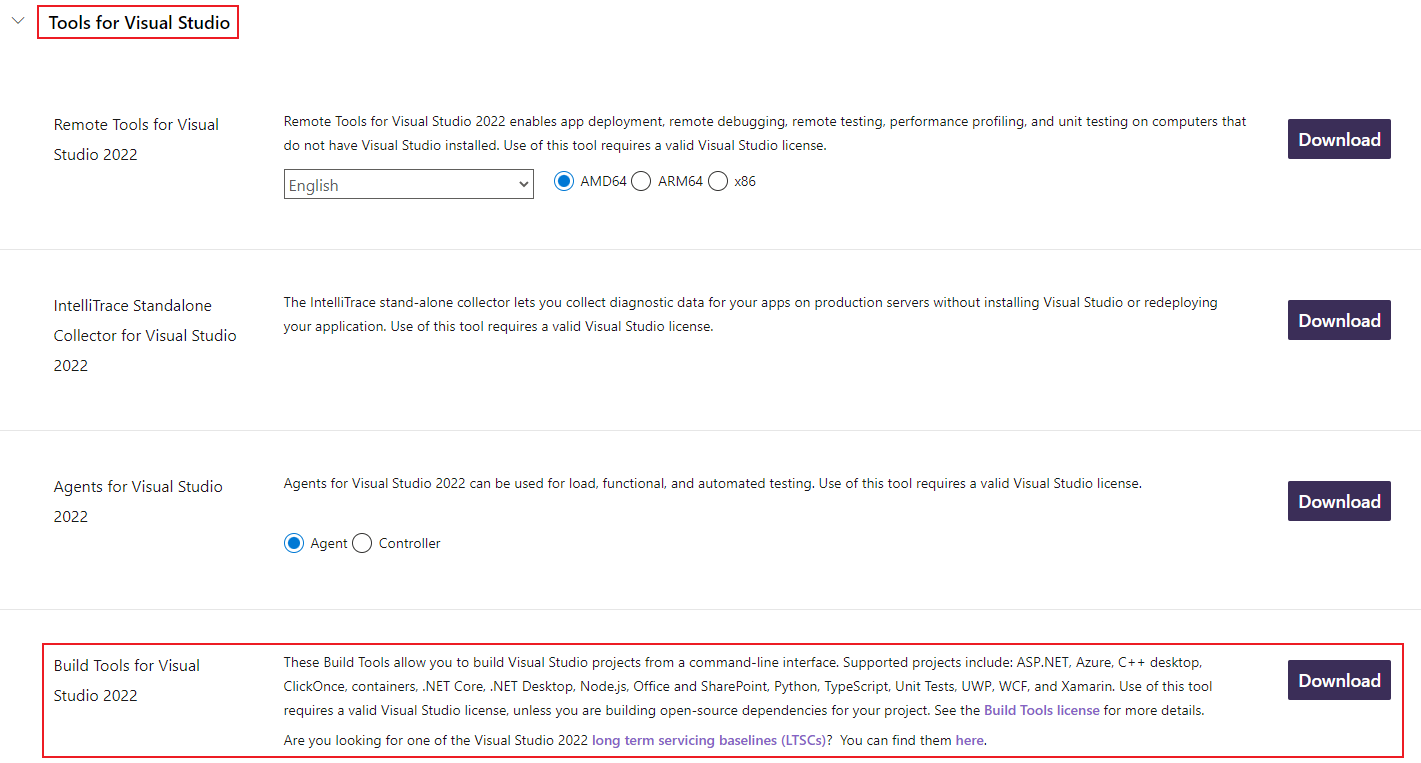 Tools for Visual Studio
Remote Tools for Visual
Studio 2022
Remote Tools for Visual Studio 2022 enables app deployment, remote debugging, remote testing, performance profiling, and unit testing on computers that
do not have Visual Studio installed. Use of this tool requires a valid Visual Studio license.
English
AMD64 ARM64 x86
Download
IntelliTrace Standalone
Collector for Visual Studio
2022
The IntelliTrace stand-alone collector lets you collect diagnostic data for your apps on production servers without installing Visual Studio or redeploying
your application. Use of this tool requires a valid Visual Studio license.
Download
Agents for Visual Studio
2022
Agents for Visual Studio 2022 can be used for load, functional, and automated testing. Use of this tool requires a valid Visual Studio license.
Agent Controller
Download
Build Tools for Visual
Studio 2022
These Build Tools allow you to build Visual Studio projects from a command-line interface. Supported projects include: ASP.NET, Azure, C++ desktop,
ClickOnce, containers, .NET Core, .NET Desktop, Node.js, Office and SharePoint, Python, TypeScript, Unit Tests, UWP, WCF, and Xamarin. Use of this tool
requires a valid Visual Studio license, unless you are building open-source dependencies for your project. See the Build Tools license for more details.
Are you looking for one of the Visual Studio 2022 long term servicing baselines (LTSCs)? You can find them here.
Download